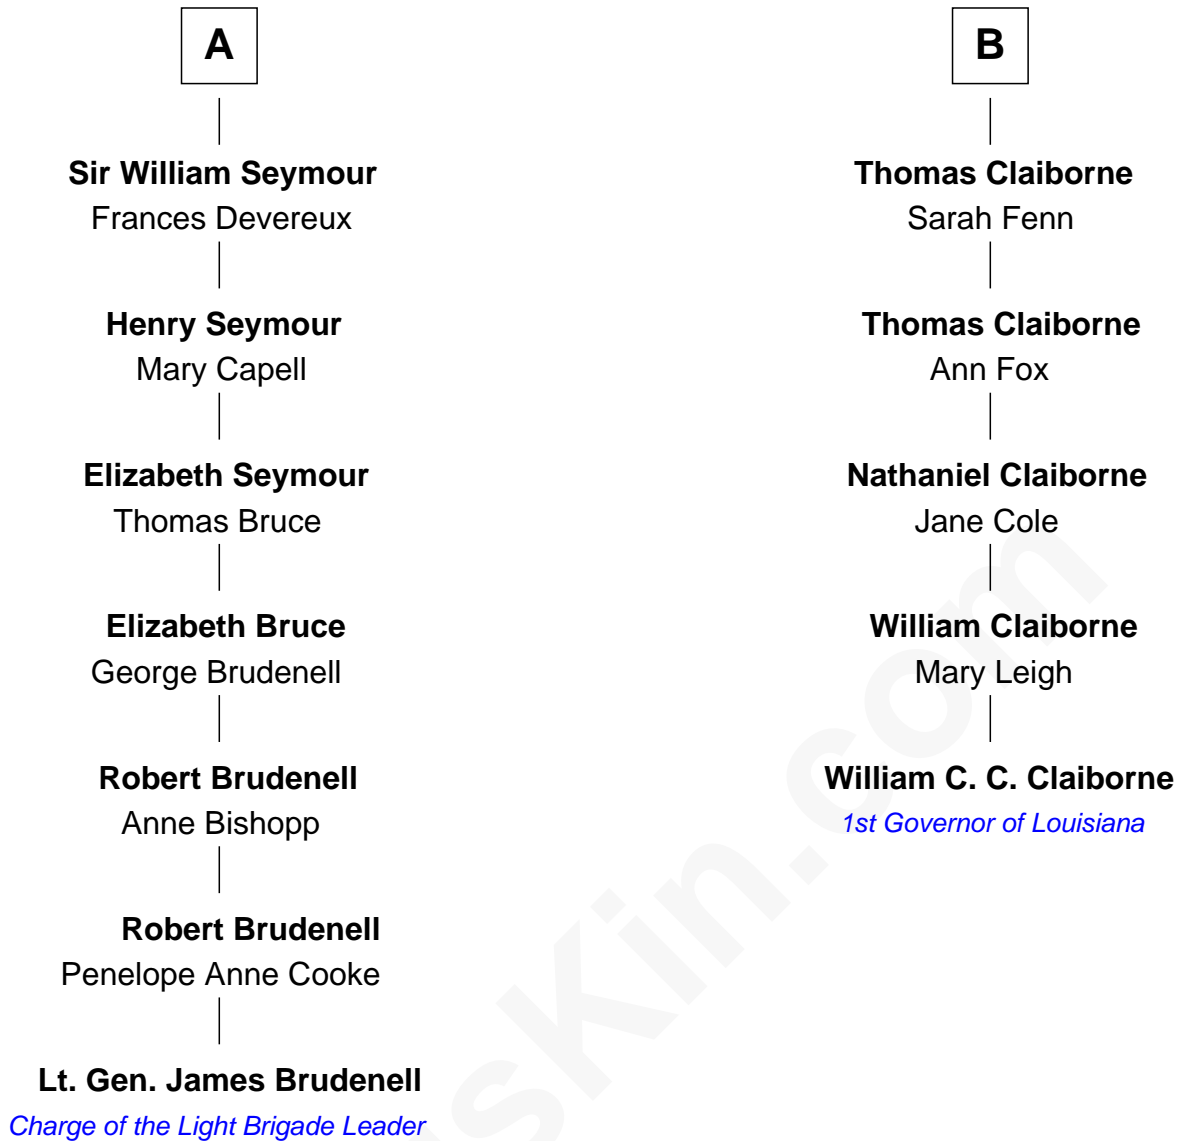 A
Sir William Seymour
Frances Devereux
Henry Seymour
Mary Capell
Elizabeth Seymour
Thomas Bruce
Elizabeth Bruce
George Brudenell
Robert Brudenell
Anne Bishopp
Robert Brudenell
Penelope Anne Cooke
Lt. Gen. James Brudenell
Charge of the Light Brigade Leader
B
Thomas Claiborne
Sarah Fenn
Thomas Claiborne
Ann Fox
Nathaniel Claiborne
Jane Cole
William Claiborne
Mary Leigh
William C. C. Claiborne
1st Governor of Louisiana
sKin.com